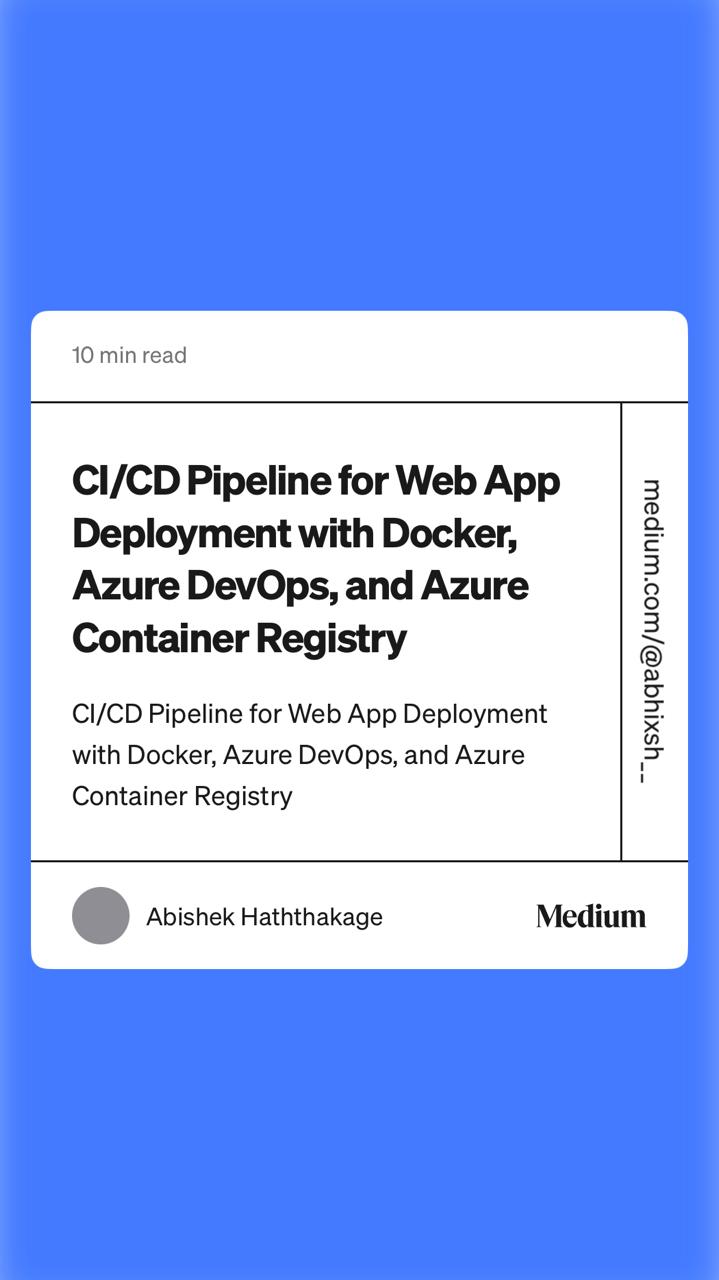 10 min read
CI/CD Pipeline for Web App
Deployment with Docker,
Azure DevOps, and Azure
Container Registry
CI/CD Pipeline for Web App Deployment
with Docker, Azure DevOps, and Azure
Container Registry
medium.com/@abhixsh__
Abishek Haththakage
Medium